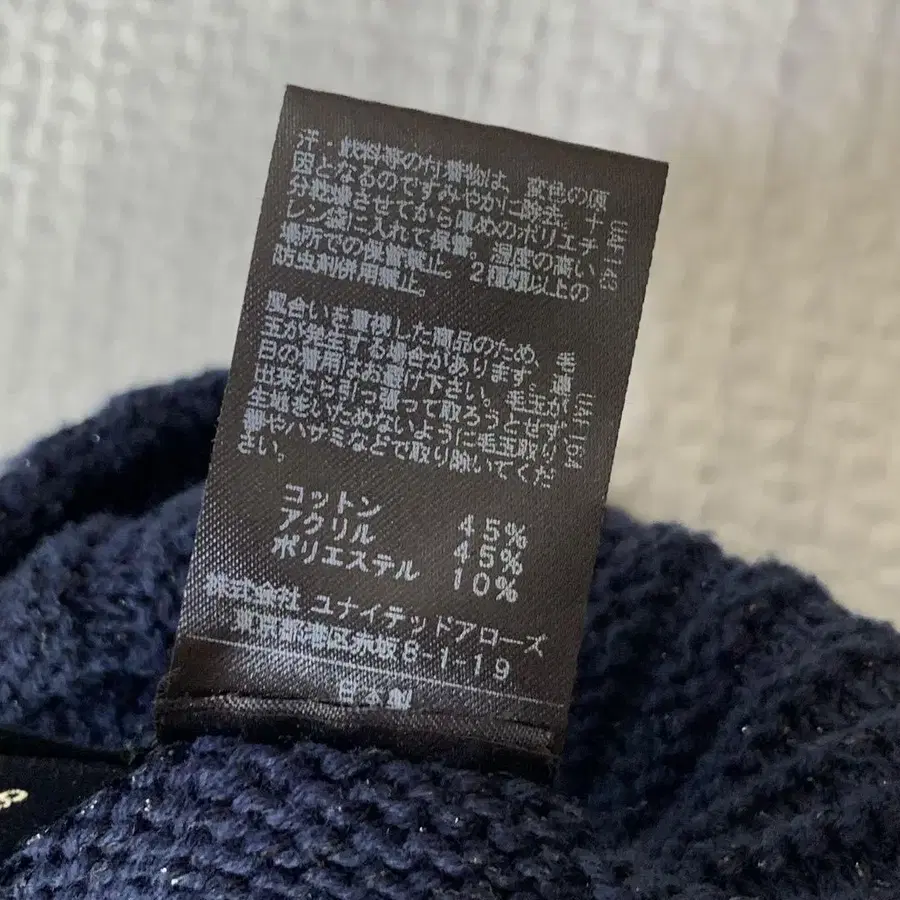 汗・飲料等の付着物は、変色の原
因となるのですみやかに除去。十
分乾燥させてから厚めのポリエチ
レン袋に入れて保管。湿度の高い
場所での保管禁止。2種類以上の
防虫剤併用禁止。
UAF143
風合いを重視した商品のため、毛
玉が発生する場合があります。連
日の着用はお避け下さい。毛玉が
出来たら引っ張って取ろうとせず、
生地をいためないように毛玉取り
器やハサミなどで取り除いてくだ
さい。
UAF164
コットン 45%
アクリル 45%
ポリエステル 10%
株式会社 ユナイテッドアローズ
東京都港区赤坂8-1-19
日本製